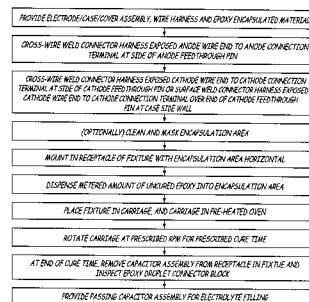 PROVIDE ELECTRODE/CASE/COVER ASSEMBLY, WIRE HARNESS AND EPOXY ENCAPSULATED MATERIAL
CROSS-WIRE WELD CONNECTOR HARNESS EXPOSED ANODE WIRE END TO ANODE CONNECTION
TERMINAL AT SIDE OF ANODE FEEDTHROUGH PIN
CROSS-WIRE WELD CONNECTOR HARNESS EXPOSED CATHODE WIRE END TO CATHODE CONNECTION
TERMINAL AT SIDE OF CATHODE FEEDTHROUGH PIN OR SURFACE WELD CONNECTOR HARNESS EXPOSED
CATHODE WIRE END TO CATHODE CONNECTION TERMINAL OVER END OF CATHODE FEEDTHROUGH
PIN AT CASE SIDE WALL
(OPTIONALLY) CLEAN AND MASK ENCAPSULATION AREA
MOUNT IN RECEPTACLE OF FIXTURE WITH ENCAPSULATION AREA HORIZONTAL
DISPENSE METERED AMOUNT OF UNCURED EPOXY INTO ENCAPSULATION AREA
PLACE FIXTURE IN CARRIAGE, AND CARRIAGE IN PRE-HEATED OVEN
ROTATE CARRIAGE AT PRESCRIBED RPM FOR PRESCRIBED CURE TIME
AT END OF CURE TIME, REMOVE CAPACITOR ASSEMBLY FROM RECEPTACLE IN FIXTUE AND
INSPECT EPOXY DROPLET CONNECTOR BLOCK
PROVIDE PASSING CAPACITOR ASSEMBLY FOR ELECTROLYTE FILLING